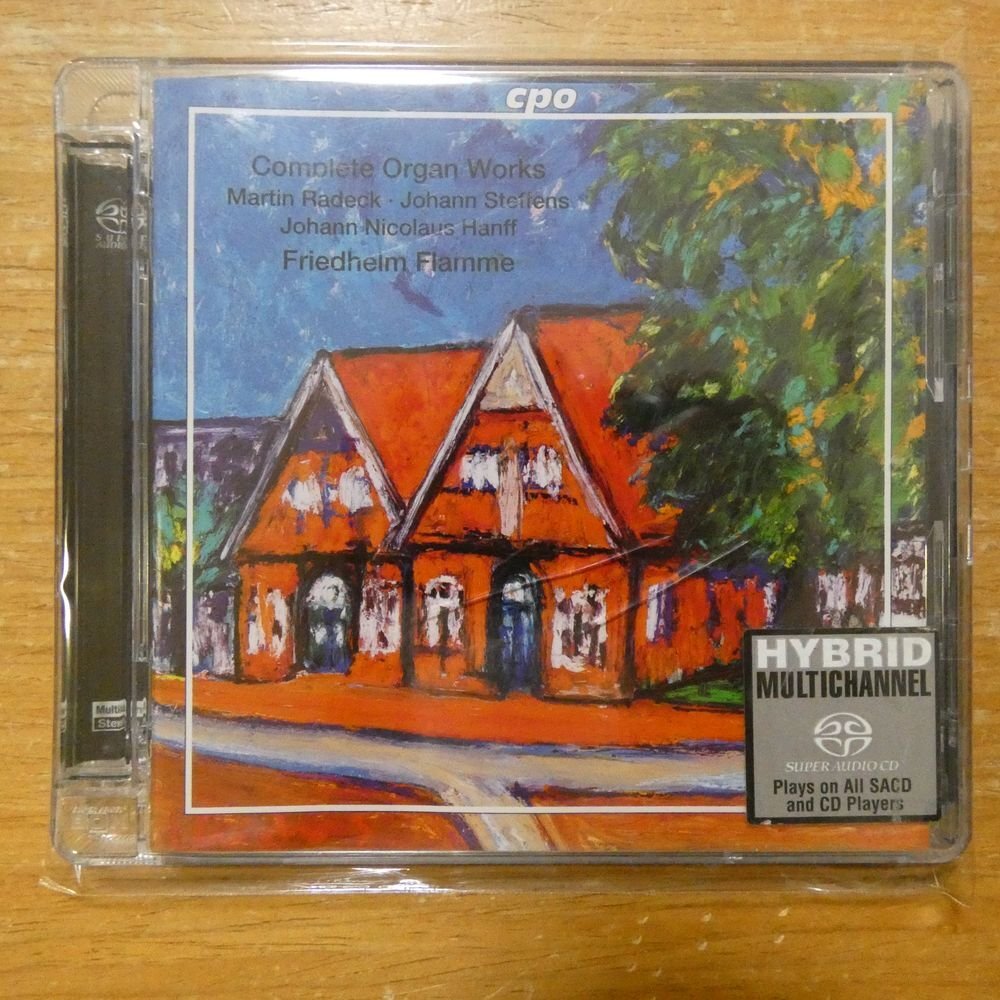 cpo
Complete Organ Works
Martin Radeck · Johann Steffens
Johann Nicolaus Hanff
Friedhelm Flamme
HYBRID
MULTICHANNEL
SUPER AUDIO CD
Plays on All SACD
and CD Players